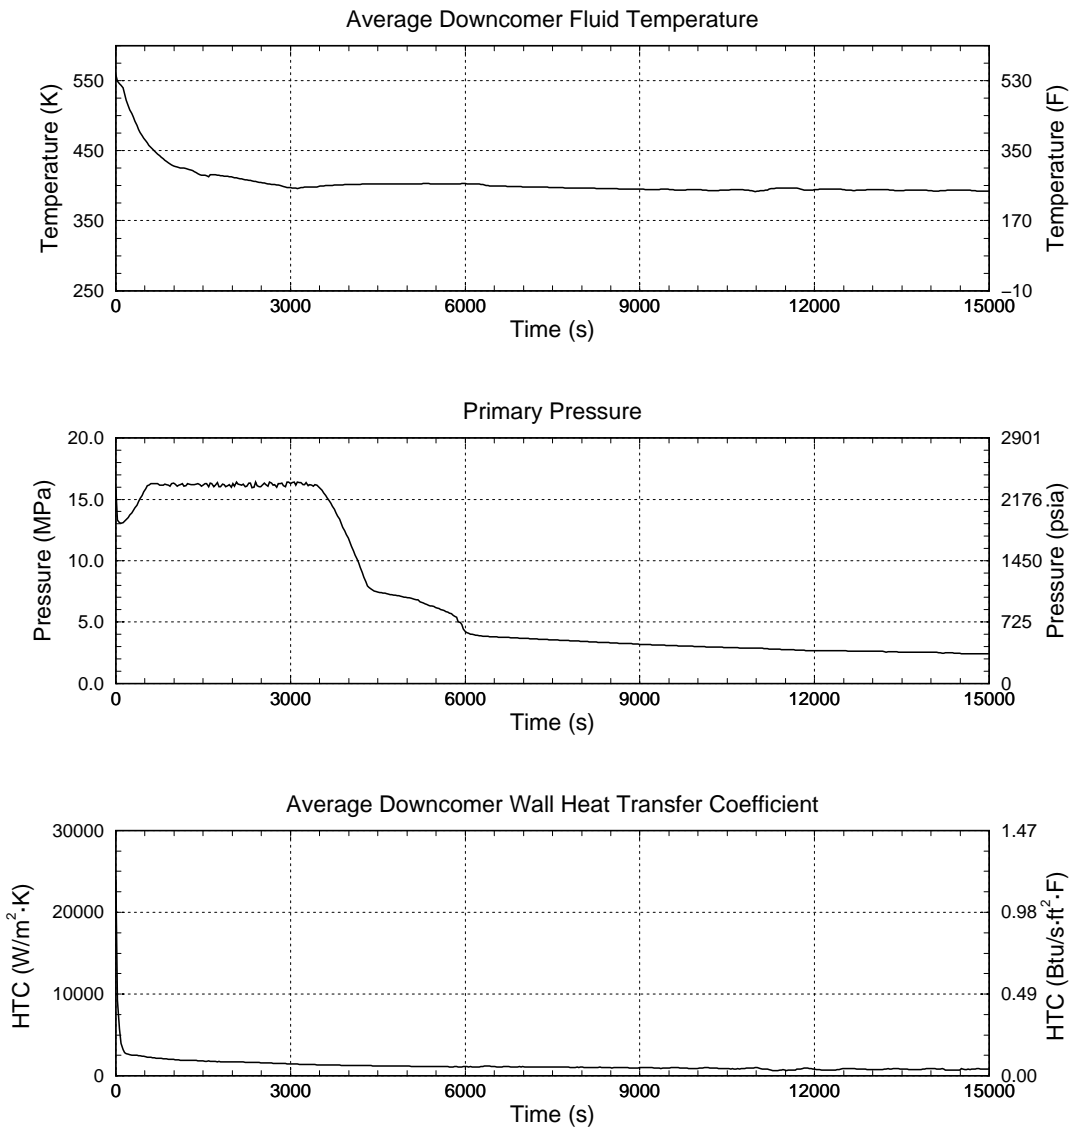 Average Downcomer Fluid Temperature
Temperature (K)
550
450
350
250
530
350
170
−10
Temperature (F)
0 3000 6000 9000 12000 15000
Time (s)
Primary Pressure
Pressure (MPa)
20.0
15.0
10.0
5.0
0.0
2901
2176
1450
725
0
Pressure (psia)
0 3000 6000 9000 12000 15000
Time (s)
Average Downcomer Wall Heat Transfer Coefficient
HTC (W/m²·K)
30000
20000
10000
0
1.47
0.98
0.49
0.00
HTC (Btu/s·ft²·F)
0 3000 6000 9000 12000 15000
Time (s)